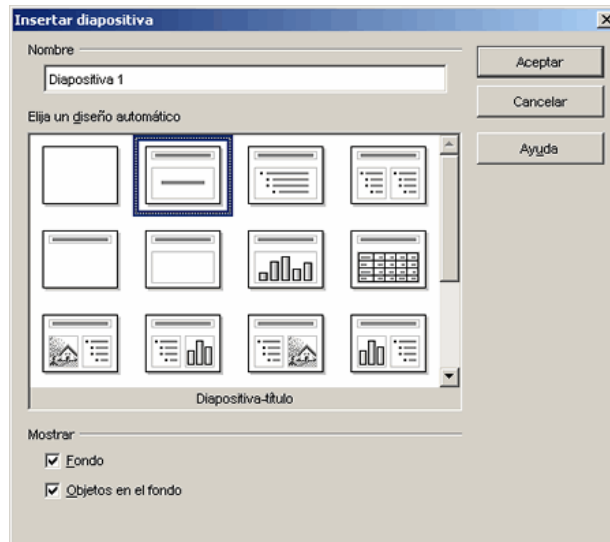 Insertar diapositiva
Nombre
Diapositiva 1
Elija un diseño automático
Diapositiva-título
Mostrar
Fondo
Objetos en el fondo
Aceptar
Cancelar
Ayuda